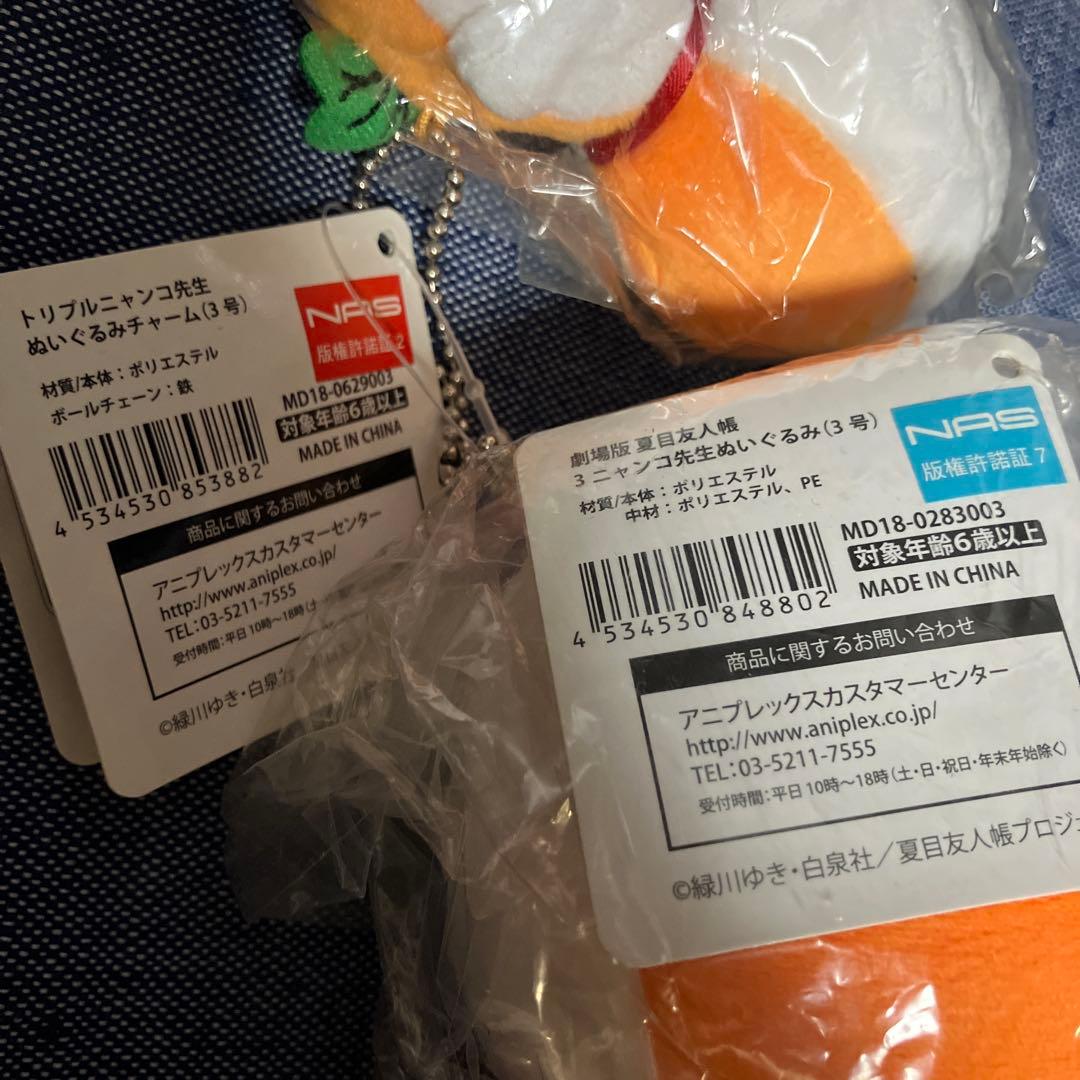 トリプルニャンコ先生
ぬいぐるみチャーム(3号)
NAS
版権許諾証 2
材質/本体：ポリエステル
ボールチェーン：鉄
MD18-0629003
対象年齢6歳以上
MADE IN CHINA
4 534530 853882
商品に関するお問い合わせ
アニプレックスカスタマーセンター
http://www.aniplex.co.jp/
TEL：03-5211-7555
受付時間：平日 10時〜18時(土
©緑川ゆき・白泉
劇場版 夏目友人帳
3 ニャンコ先生ぬいぐるみ(3号)
NAS
版権許諾証 7
材質/本体：ポリエステル
中材：ポリエステル、PE
MD18-0283003
対象年齢6歳以上
MADE IN CHINA
4 534530 848802
商品に関するお問い合わせ
アニプレックスカスタマーセンター
http://www.aniplex.co.jp/
TEL：03-5211-7555
受付時間：平日 10時〜18時(土・日・祝日・年末年始除く)
©緑川ゆき・白泉社／夏目友人帳プロジェ